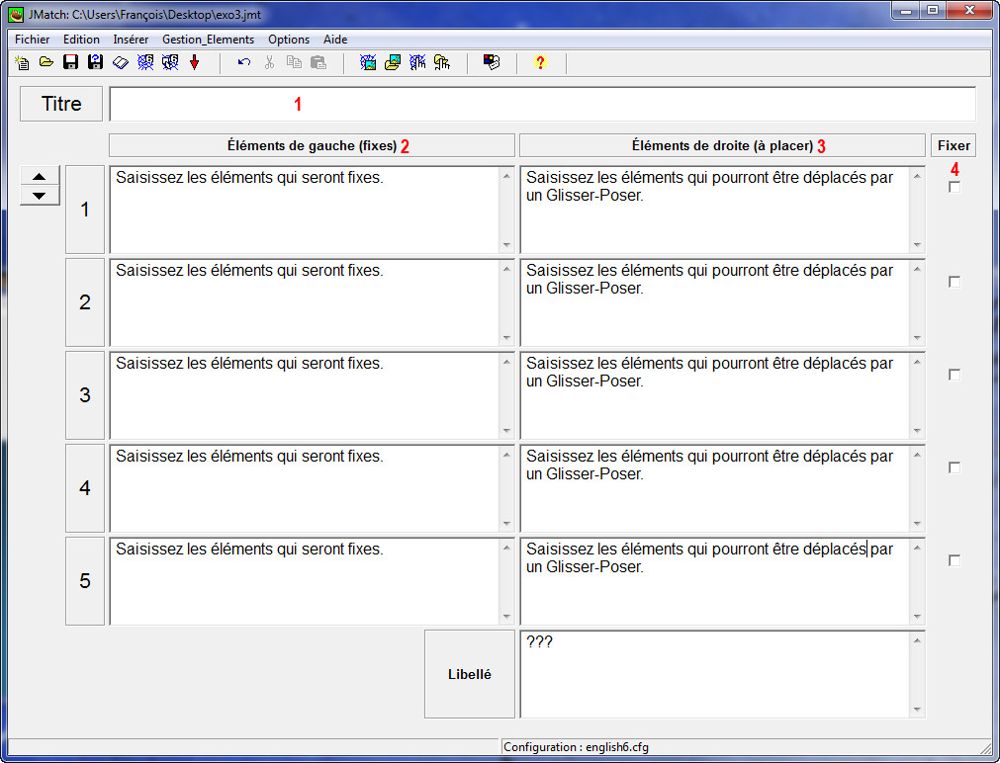 JMatch: C:\Users\François\Desktop\exo3.jmt
Fichier Edition Insérer Gestion_Elements Options Aide
?
Titre 1
Éléments de gauche (fixes) 2 Éléments de droite (à placer) 3 Fixer
4
1
Saisissez les éléments qui seront fixes.
Saisissez les éléments qui pourront être déplacés par
un Glisser-Poser.
2
Saisissez les éléments qui seront fixes.
Saisissez les éléments qui pourront être déplacés par
un Glisser-Poser.
3
Saisissez les éléments qui seront fixes.
Saisissez les éléments qui pourront être déplacés par
un Glisser-Poser.
4
Saisissez les éléments qui seront fixes.
Saisissez les éléments qui pourront être déplacés par
un Glisser-Poser.
5
Saisissez les éléments qui seront fixes.
Saisissez les éléments qui pourront être déplacés par
un Glisser-Poser.
Libellé
???
Configuration : english6.cfg